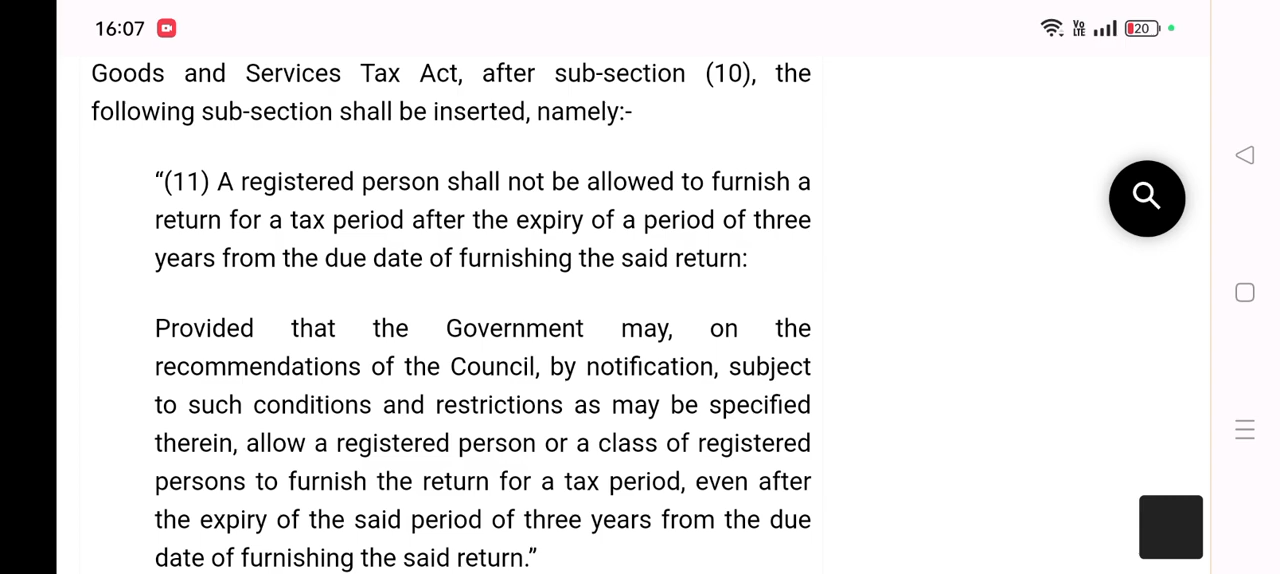 16:07
Vo LTE
20
Goods and Services Tax Act, after sub-section (10), the
following sub-section shall be inserted, namely:-
“(11) A registered person shall not be allowed to furnish a
return for a tax period after the expiry of a period of three
years from the due date of furnishing the said return:
Provided that the Government may, on the
recommendations of the Council, by notification, subject
to such conditions and restrictions as may be specified
therein, allow a registered person or a class of registered
persons to furnish the return for a tax period, even after
the expiry of the said period of three years from the due
date of furnishing the said return.”